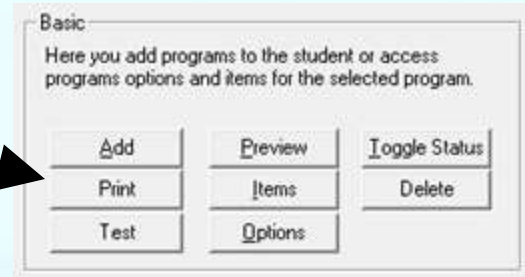 Basic
Here you add programs to the student or access
programs options and items for the selected program.
Add Preview Toggle Status
Print Items Delete
Test Options